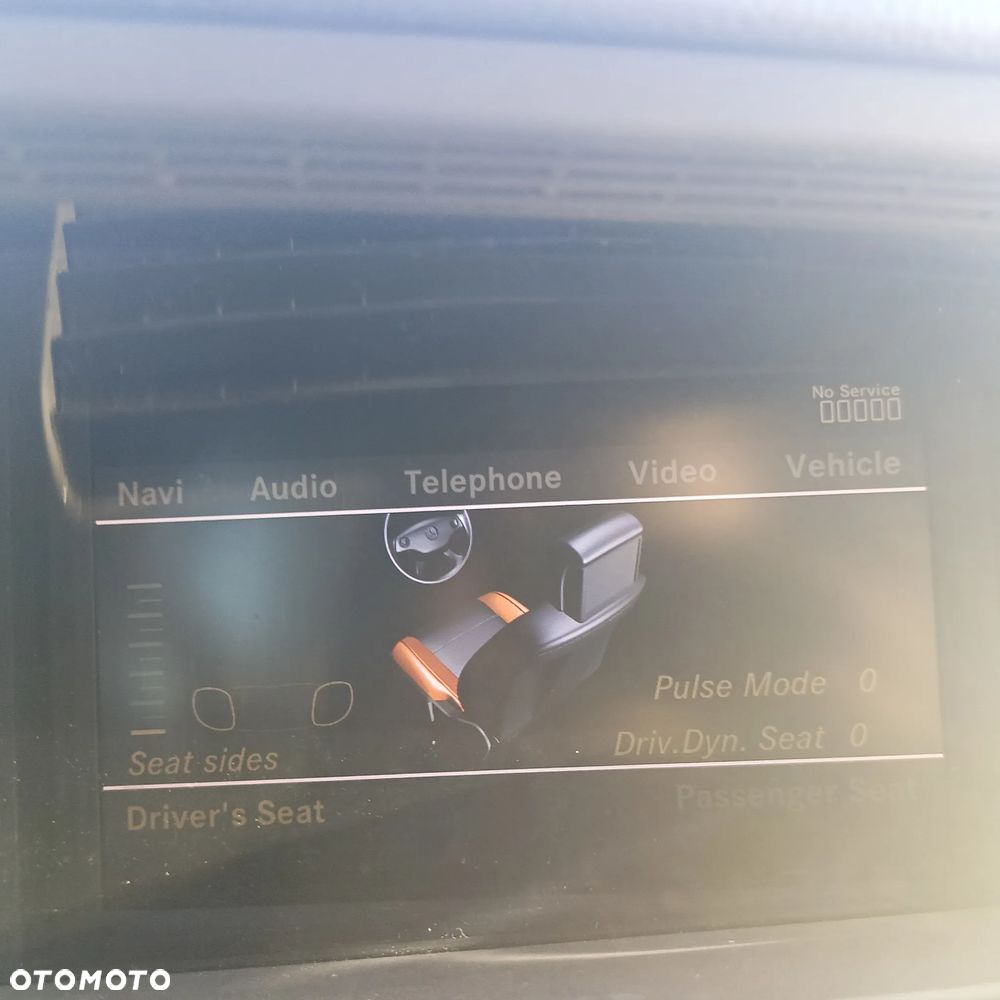 No Service
Navi Audio Telephone Video Vehicle
Pulse Mode 0
Driv.Dyn. Seat 0
Seat sides
Driver's Seat Passenger Seat
OTOMOTO